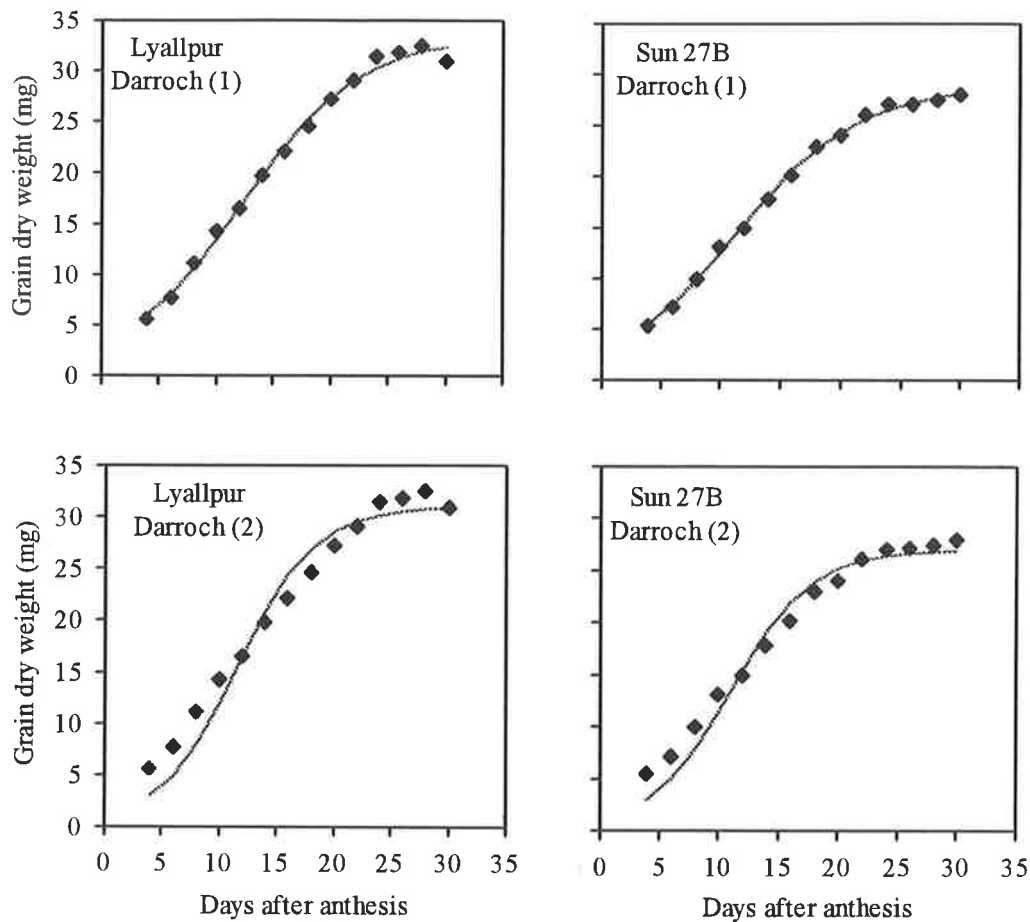 35
30
25
20
15
10
5
0
Grain dry weight (mg)
Lyallpur
Darroch (1)
Sun 27B
Darroch (1)
35
30
25
20
15
10
5
0
Grain dry weight (mg)
Lyallpur
Darroch (2)
Sun 27B
Darroch (2)
0 5 10 15 20 25 30 35
Days after anthesis
0 5 10 15 20 25 30 35
Days after anthesis